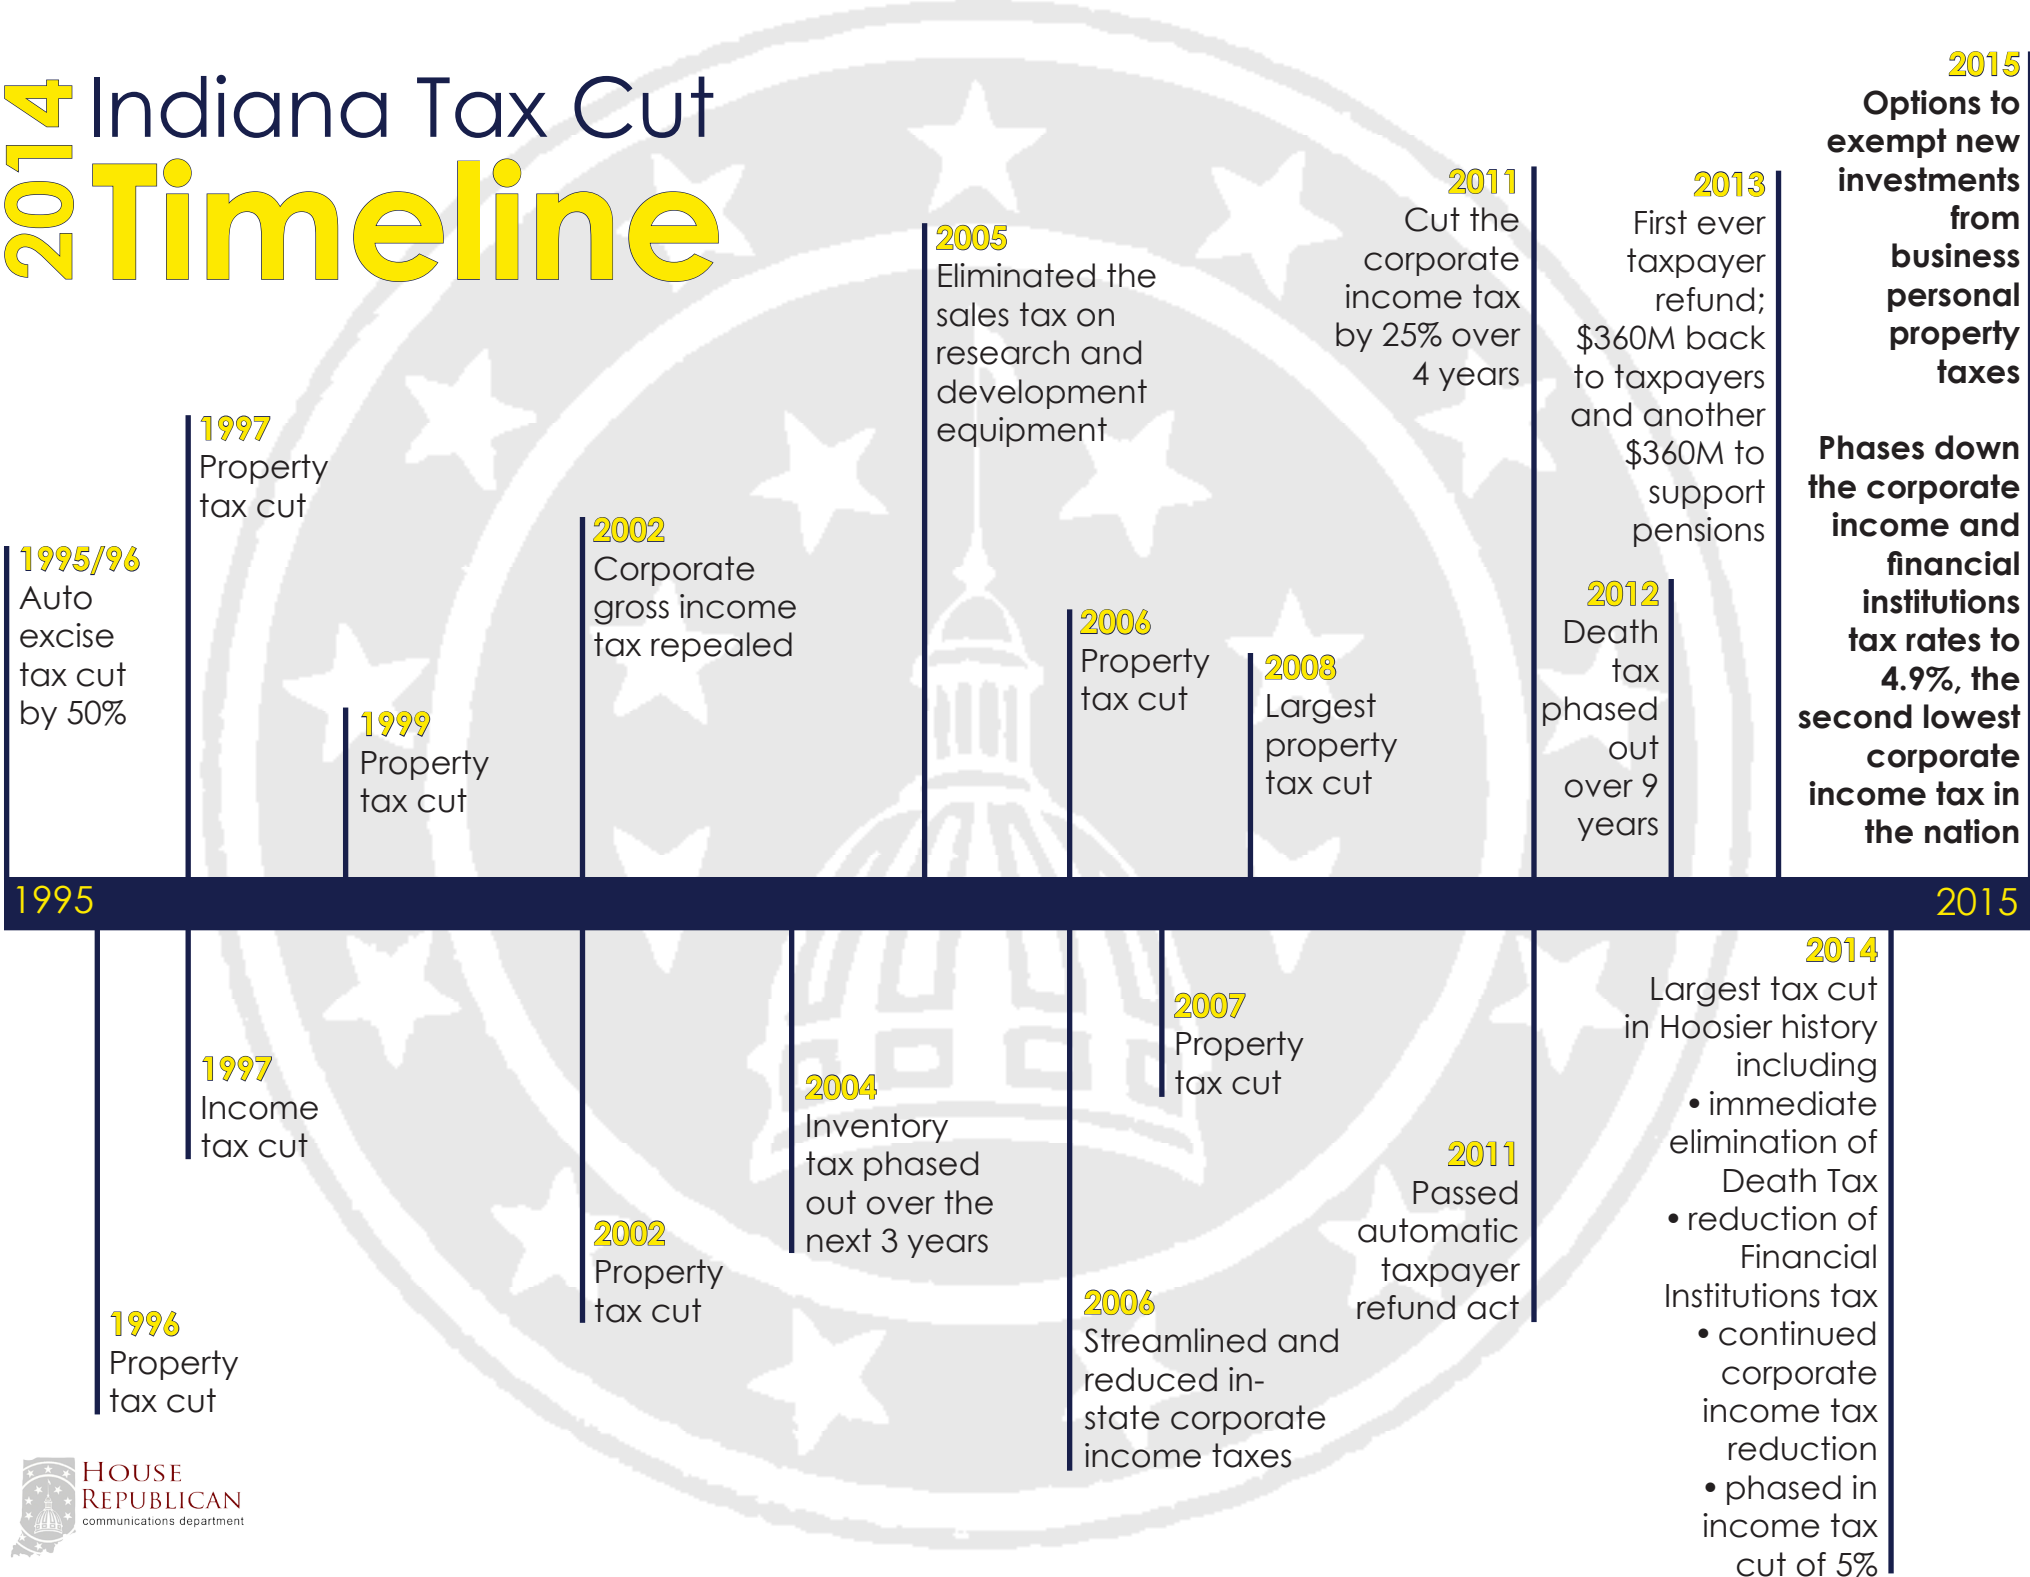 2014
Indiana Tax Cut
Timeline
1995/96
Auto
excise
tax cut
by 50%
1997
Property
tax cut
1999
Property
tax cut
2002
Corporate
gross income
tax repealed
2005
Eliminated the
sales tax on
research and
development
equipment
2006
Property
tax cut
2008
Largest
property
tax cut
2011
Cut the
corporate
income tax
by 25% over
4 years
2012
Death
tax
phased
out
over 9
years
2013
First ever
taxpayer
refund;
$360M back
to taxpayers
and another
$360M to
support
pensions
2015
Options to
exempt new
investments
from
business
personal
property
taxes
Phases down
the corporate
income and
financial
institutions
tax rates to
4.9%, the
second lowest
corporate
income tax in
the nation
1995
2015
1996
Property
tax cut
1997
Income
tax cut
2002
Property
tax cut
2004
Inventory
tax phased
out over the
next 3 years
2006
Streamlined and
reduced in-
state corporate
income taxes
2007
Property
tax cut
2011
Passed
automatic
taxpayer
refund act
2014
Largest tax cut
in Hoosier history
including
• immediate
elimination of
Death Tax
• reduction of
Financial
Institutions tax
• continued
corporate
income tax
reduction
• phased in
income tax
cut of 5%
HOUSE
REPUBLICAN
communications department